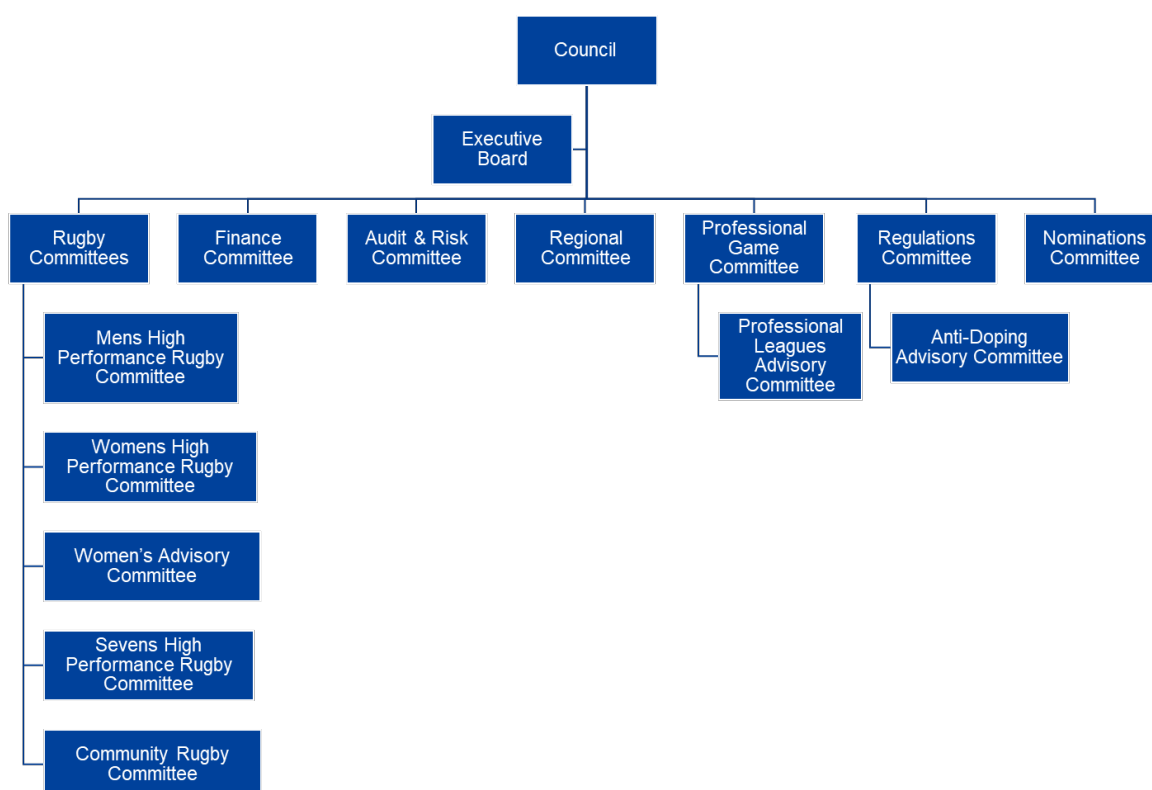 Council
Executive
Board
Rugby
Committees
Finance
Committee
Audit & Risk
Committee
Regional
Committee
Professional
Game
Committee
Regulations
Committee
Nominations
Committee
Mens High
Performance Rugby
Committee
Professional
Leagues
Advisory
Committee
Anti-Doping
Advisory Committee
Womens High
Performance Rugby
Committee
Women’s Advisory
Committee
Sevens High
Performance Rugby
Committee
Community Rugby
Committee